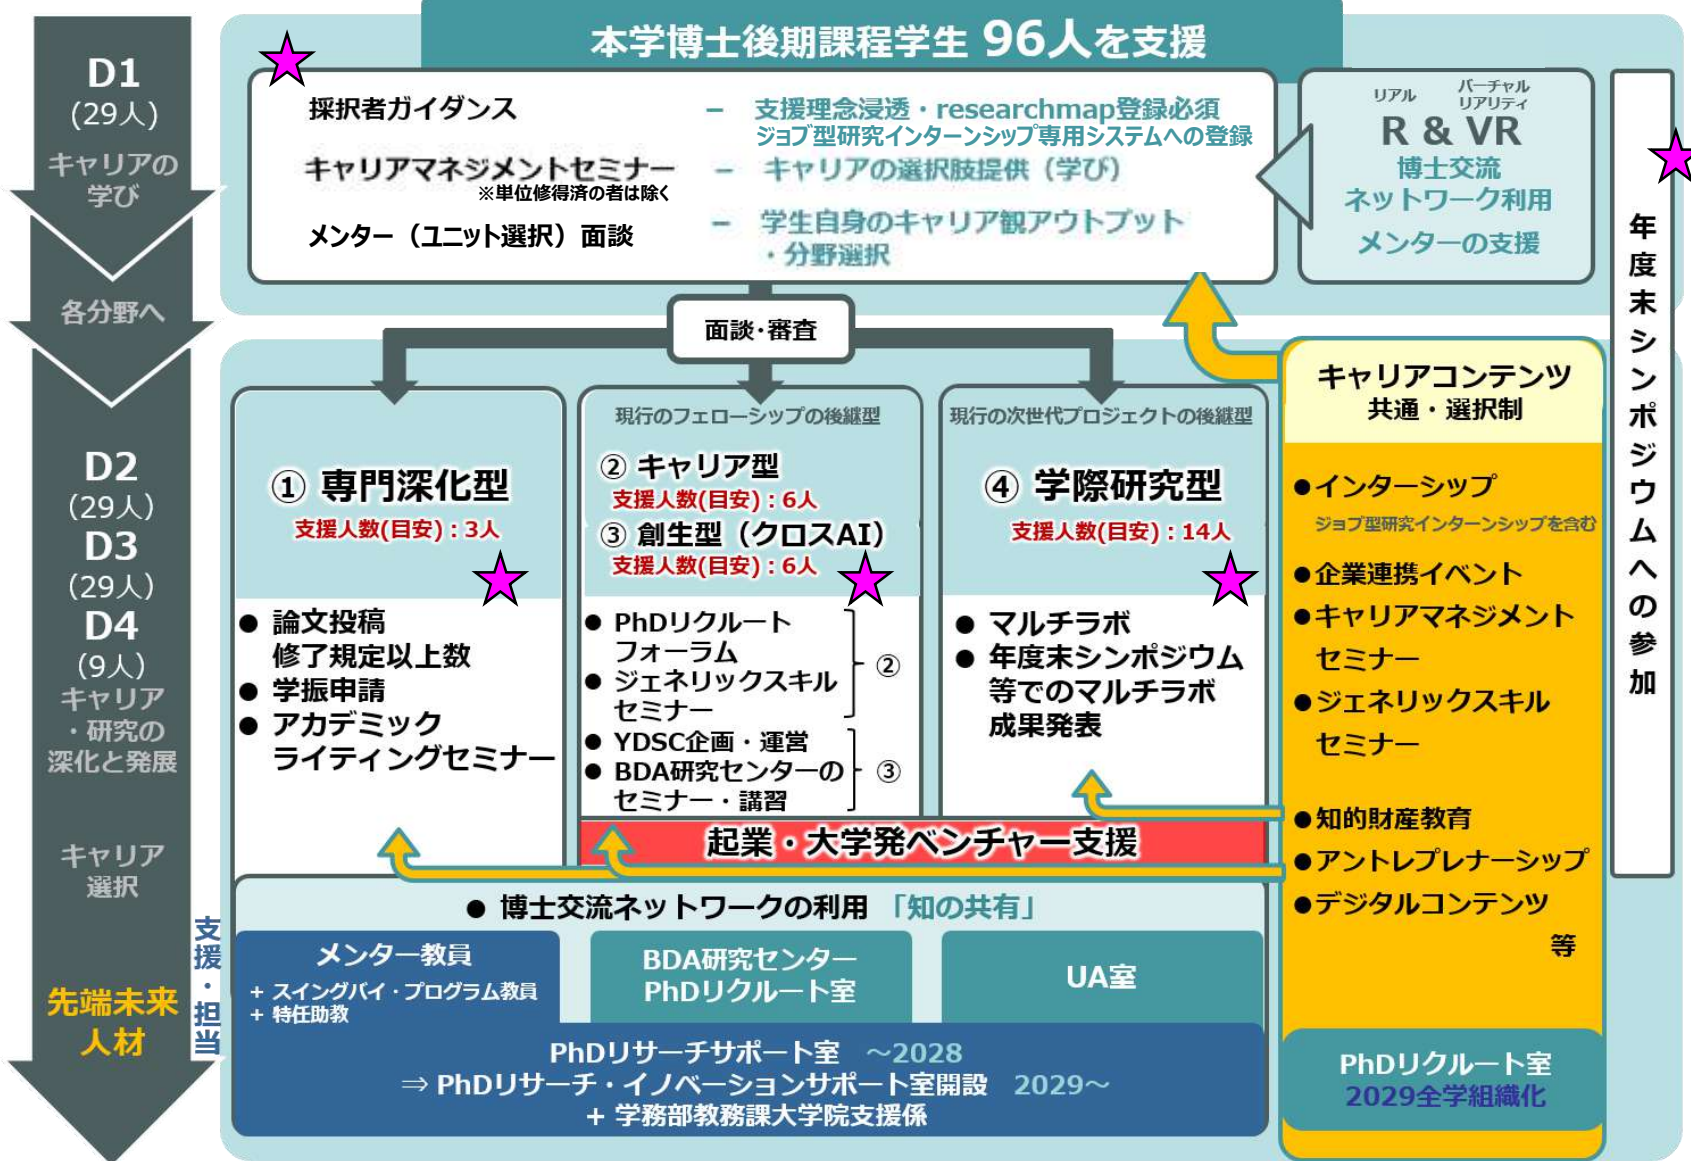 本学博士後期課程学生 96人を支援
D1
(29人)
キャリアの
学び
各分野へ
D2
(29人)
D3
(29人)
D4
(9人)
キャリア
・研究の
深化と発展
キャリア
選択
先端未来
人材
採択者ガイダンス
－ 支援理念浸透・researchmap登録必須
ジョブ型研究インターンシップ専用システムへの登録
キャリアマネジメントセミナー
－ キャリアの選択肢提供（学び）
※単位修得済の者は除く
メンター（ユニット選択）面談
－ 学生自身のキャリア観アウトプット
・分野選択
リアル
バーチャル
リアリティ
R & VR
博士交流
ネットワーク利用
メンターの支援
年度末シンポジウムへの参加
面談・審査
① 専門深化型
支援人数(目安)：3人
● 論文投稿
修了規定以上数
● 学振申請
● アカデミック
ライティングセミナー
現行のフェローシップの後継型
② キャリア型
支援人数(目安)：6人
③ 創生型（クロスAI）
支援人数(目安)：6人
● PhDリクルート
フォーラム
● ジェネリックスキル
セミナー
②
● YDSC企画・運営
● BDA研究センターの
セミナー・講習
③
現行の次世代プロジェクトの後継型
④ 学際研究型
支援人数(目安)：14人
● マルチラボ
● 年度末シンポジウム
等でのマルチラボ
成果発表
起業・大学発ベンチャー支援
● 博士交流ネットワークの利用 「知の共有」
支援・担当
メンター教員
+ スイングバイ・プログラム教員
+ 特任助教
BDA研究センター
PhDリクルート室
UA室
PhDリサーチサポート室 ～2028
⇒ PhDリサーチ・イノベーションサポート室開設 2029～
+ 学務部教務課大学院支援係
キャリアコンテンツ
共通・選択制
●インターシップ
ジョブ型研究インターンシップを含む
●企業連携イベント
●キャリアマネジメント
セミナー
●ジェネリックスキル
セミナー
●知的財産教育
●アントレプレナーシップ
●デジタルコンテンツ
等
PhDリクルート室
2029全学組織化